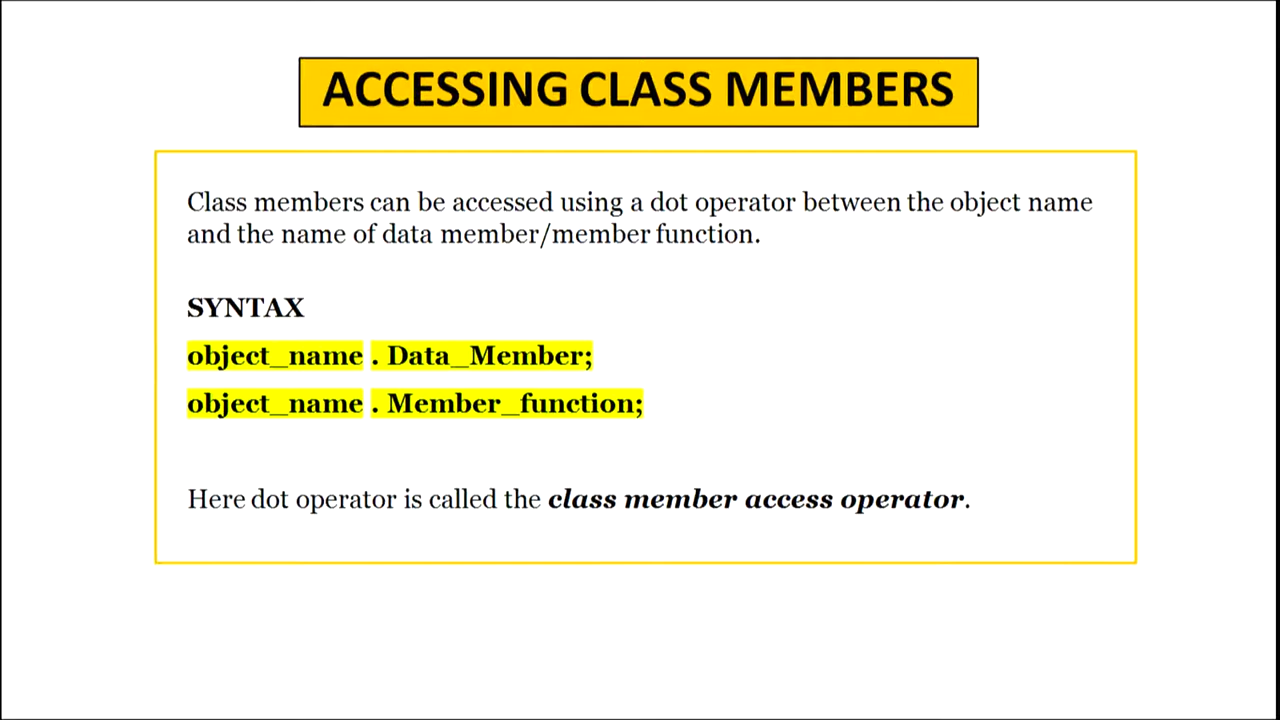 ACCESSING CLASS MEMBERS
Class members can be accessed using a dot operator between the object name
and the name of data member/member function.
SYNTAX
object_name . Data_Member;
object_name . Member_function;
Here dot operator is called the class member access operator.